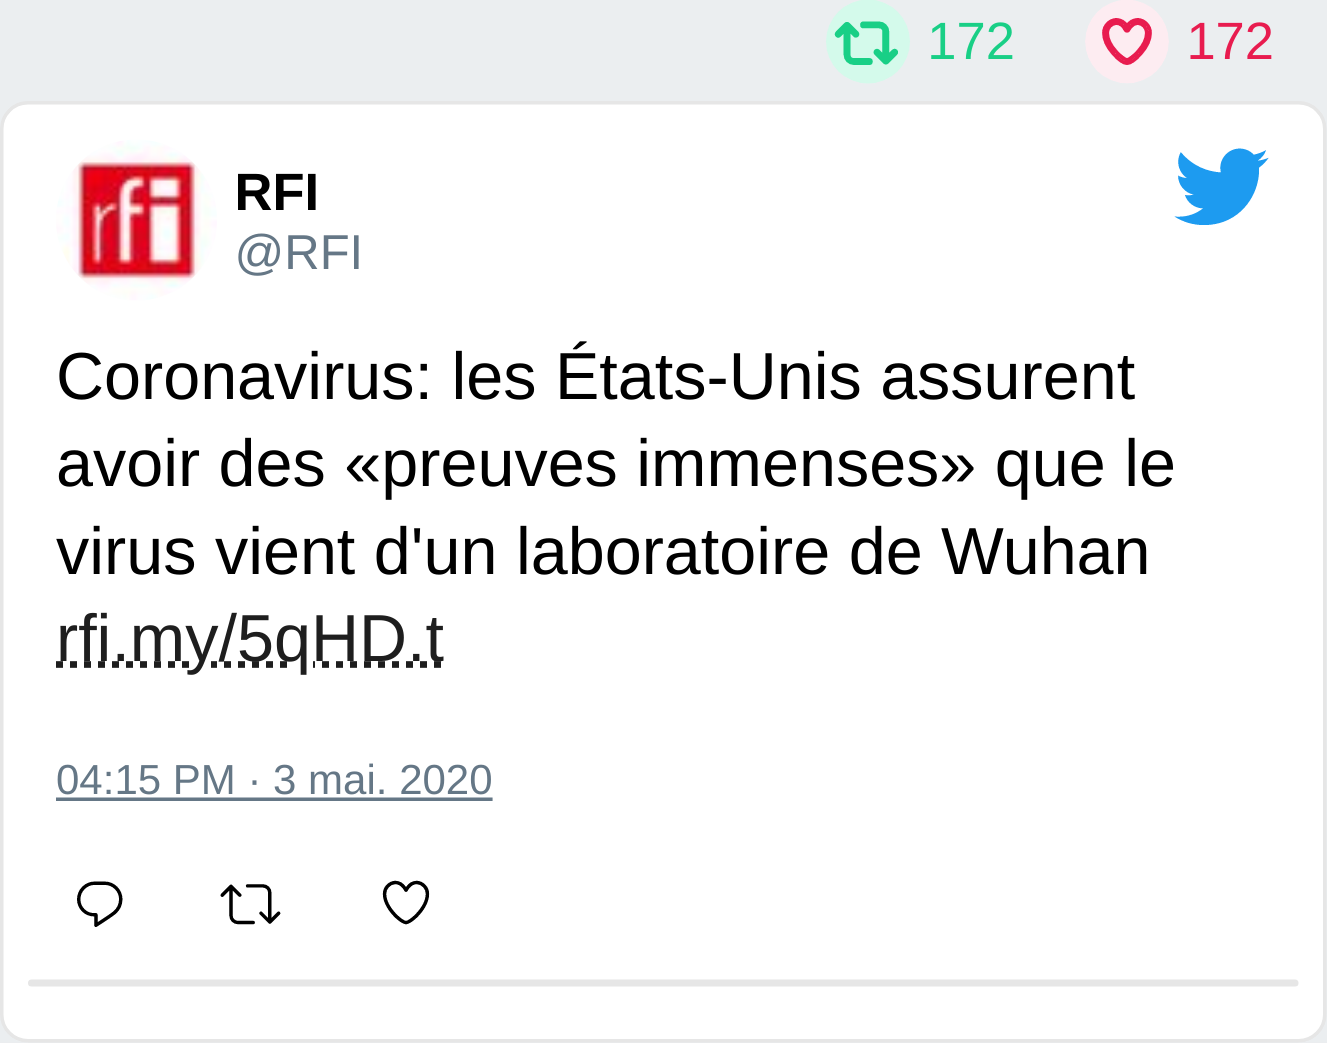 172 172
rfi
RFI
@RFI
Coronavirus: les États-Unis assurent
avoir des «preuves immenses» que le
virus vient d'un laboratoire de Wuhan
rfi.my/5qHD.t
04:15 PM · 3 mai. 2020